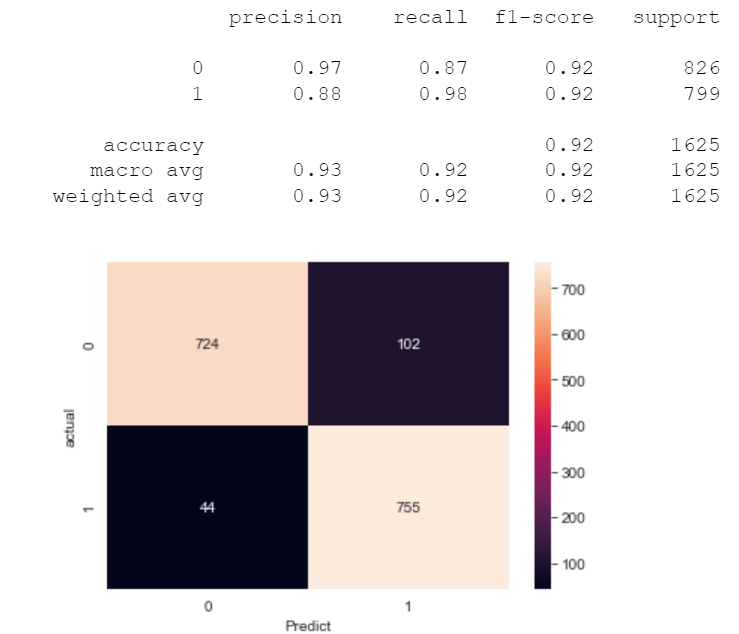 precision recall f1-score support
0 0.97 0.87 0.92 826
1 0.88 0.98 0.92 799
accuracy 0.92 1625
macro avg 0.93 0.92 0.92 1625
weighted avg 0.93 0.92 0.92 1625
700
0 724 102
600
500
actual
400
300
1 44 755
200
100
0 1
Predict